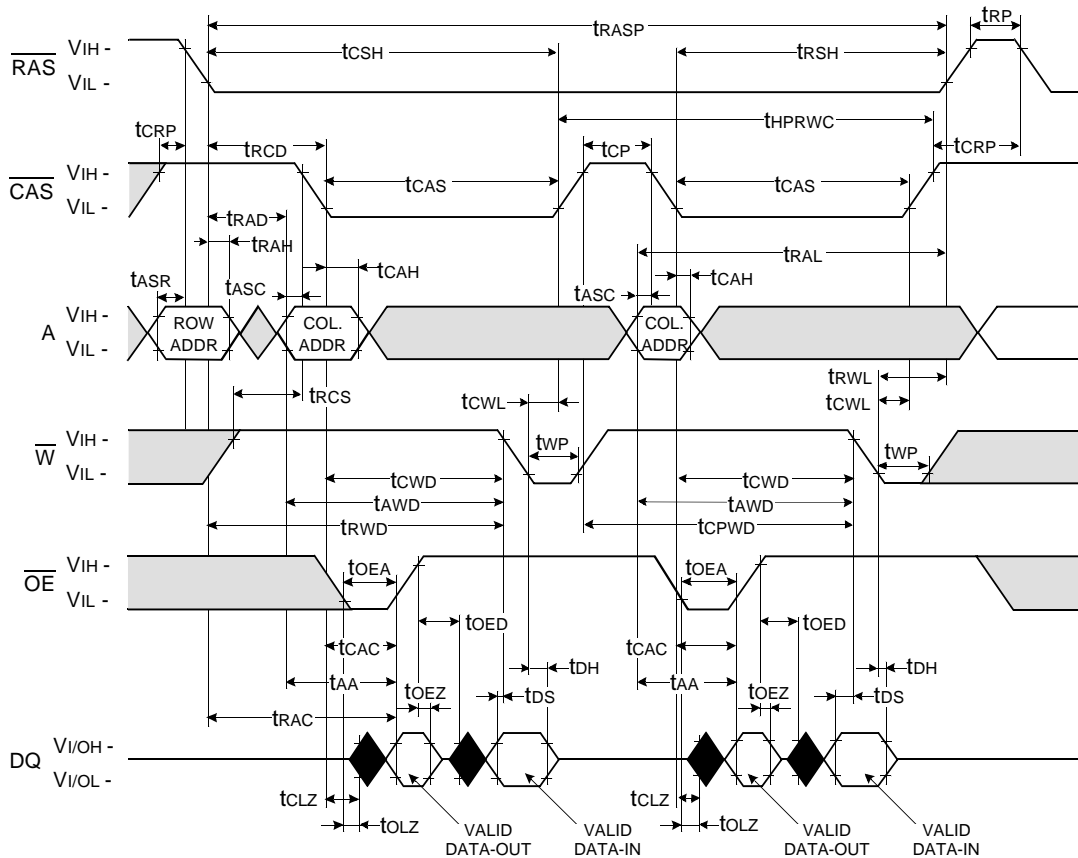 tRASP
tRP
tCSH
tRSH
RAS
VIH -
VIL -
tHPRWC
tCRP
tRCD
tCP
tCRP
CAS
VIH -
VIL -
tCAS
tCAS
tRAD
tRAH
tCAH
tRAL
tCAH
tASR
tASC
tASC
A
VIH -
VIL -
ROW
ADDR
COL.
ADDR
COL.
ADDR
tRCS
tRWL
tCWL
tCWL
W
VIH -
VIL -
tWP
tWP
tCWD
tCWD
tAWD
tAWD
tRWD
tCPWD
OE
VIH -
VIL -
tOEA
tOEA
tOED
tOED
tCAC
tCAC
tDH
tDH
tAA
tAA
tOEZ
tDS
tOEZ
tDS
tRAC
DQ
VI/OH -
VI/OL -
tCLZ
tCLZ
tOLZ
tOLZ
VALID
DATA-OUT
VALID
DATA-IN
VALID
DATA-OUT
VALID
DATA-IN